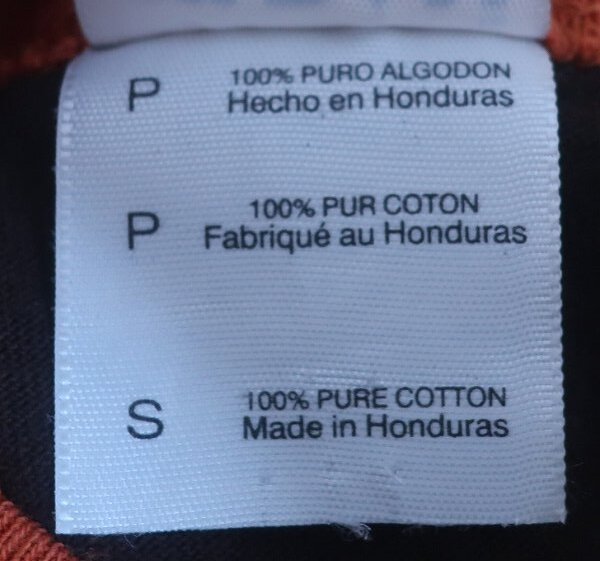 P 100% PURO ALGODON
Hecho en Honduras
P 100% PUR COTON
Fabriqué au Honduras
S 100% PURE COTTON
Made in Honduras